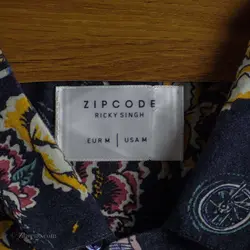 ZIPCODE
RICKY SINGH
EUR M | USA M